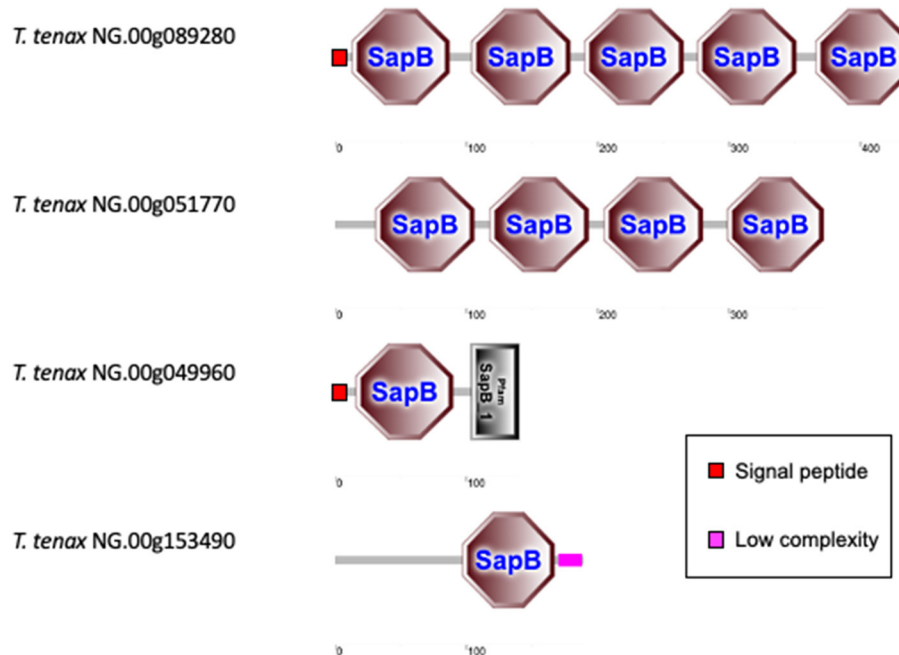 T. tenax NG.00g089280
SapB SapB SapB SapB SapB
0 100 200 300 400
T. tenax NG.00g051770
SapB SapB SapB SapB
0 100 200 300
T. tenax NG.00g049960
SapB
Pfam
SapB_1
0 100
Signal peptide
Low complexity
T. tenax NG.00g153490
SapB
0 100